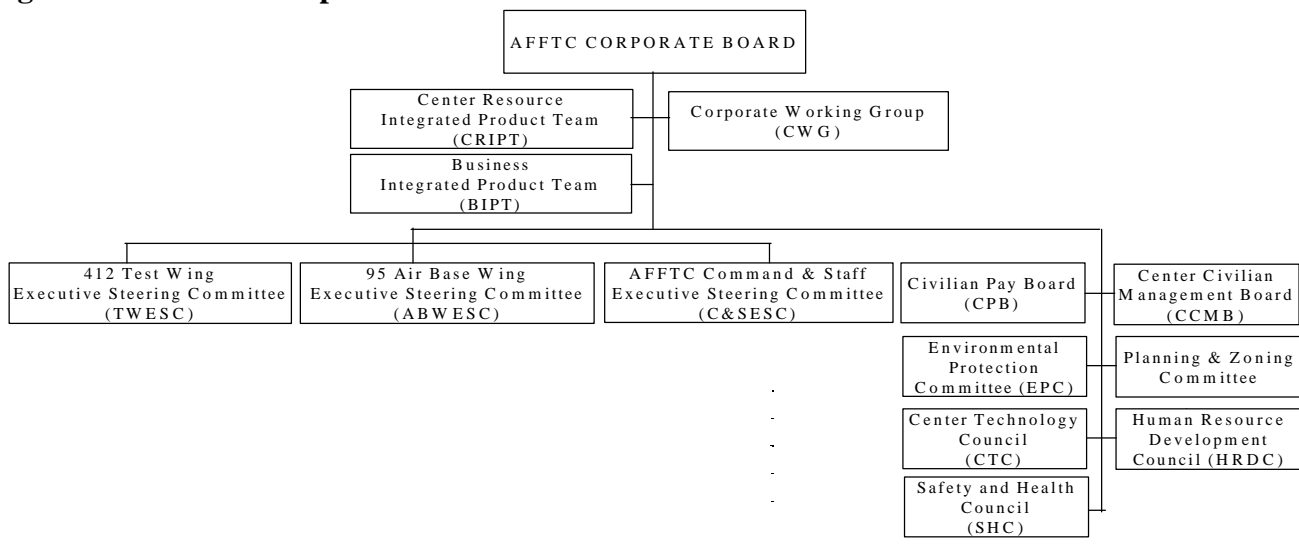 AFFTC CORPORATE BOARD
Center Resource
Integrated Product Team
(CRIPT)
Corporate Working Group
(CWG)
Business
Integrated Product Team
(BIPT)
412 Test Wing
Executive Steering Committee
(TWESC)
95 Air Base Wing
Executive Steering Committee
(ABWESC)
AFFTC Command & Staff
Executive Steering Committee
(C&SESC)
Civilian Pay Board
(CPB)
Center Civilian
Management Board
(CCMB)
Environmental
Protection
Committee (EPC)
Planning & Zoning
Committee
Center Technology
Council
(CTC)
Human Resource
Development
Council (HRDC)
Safety and Health
Council
(SHC)